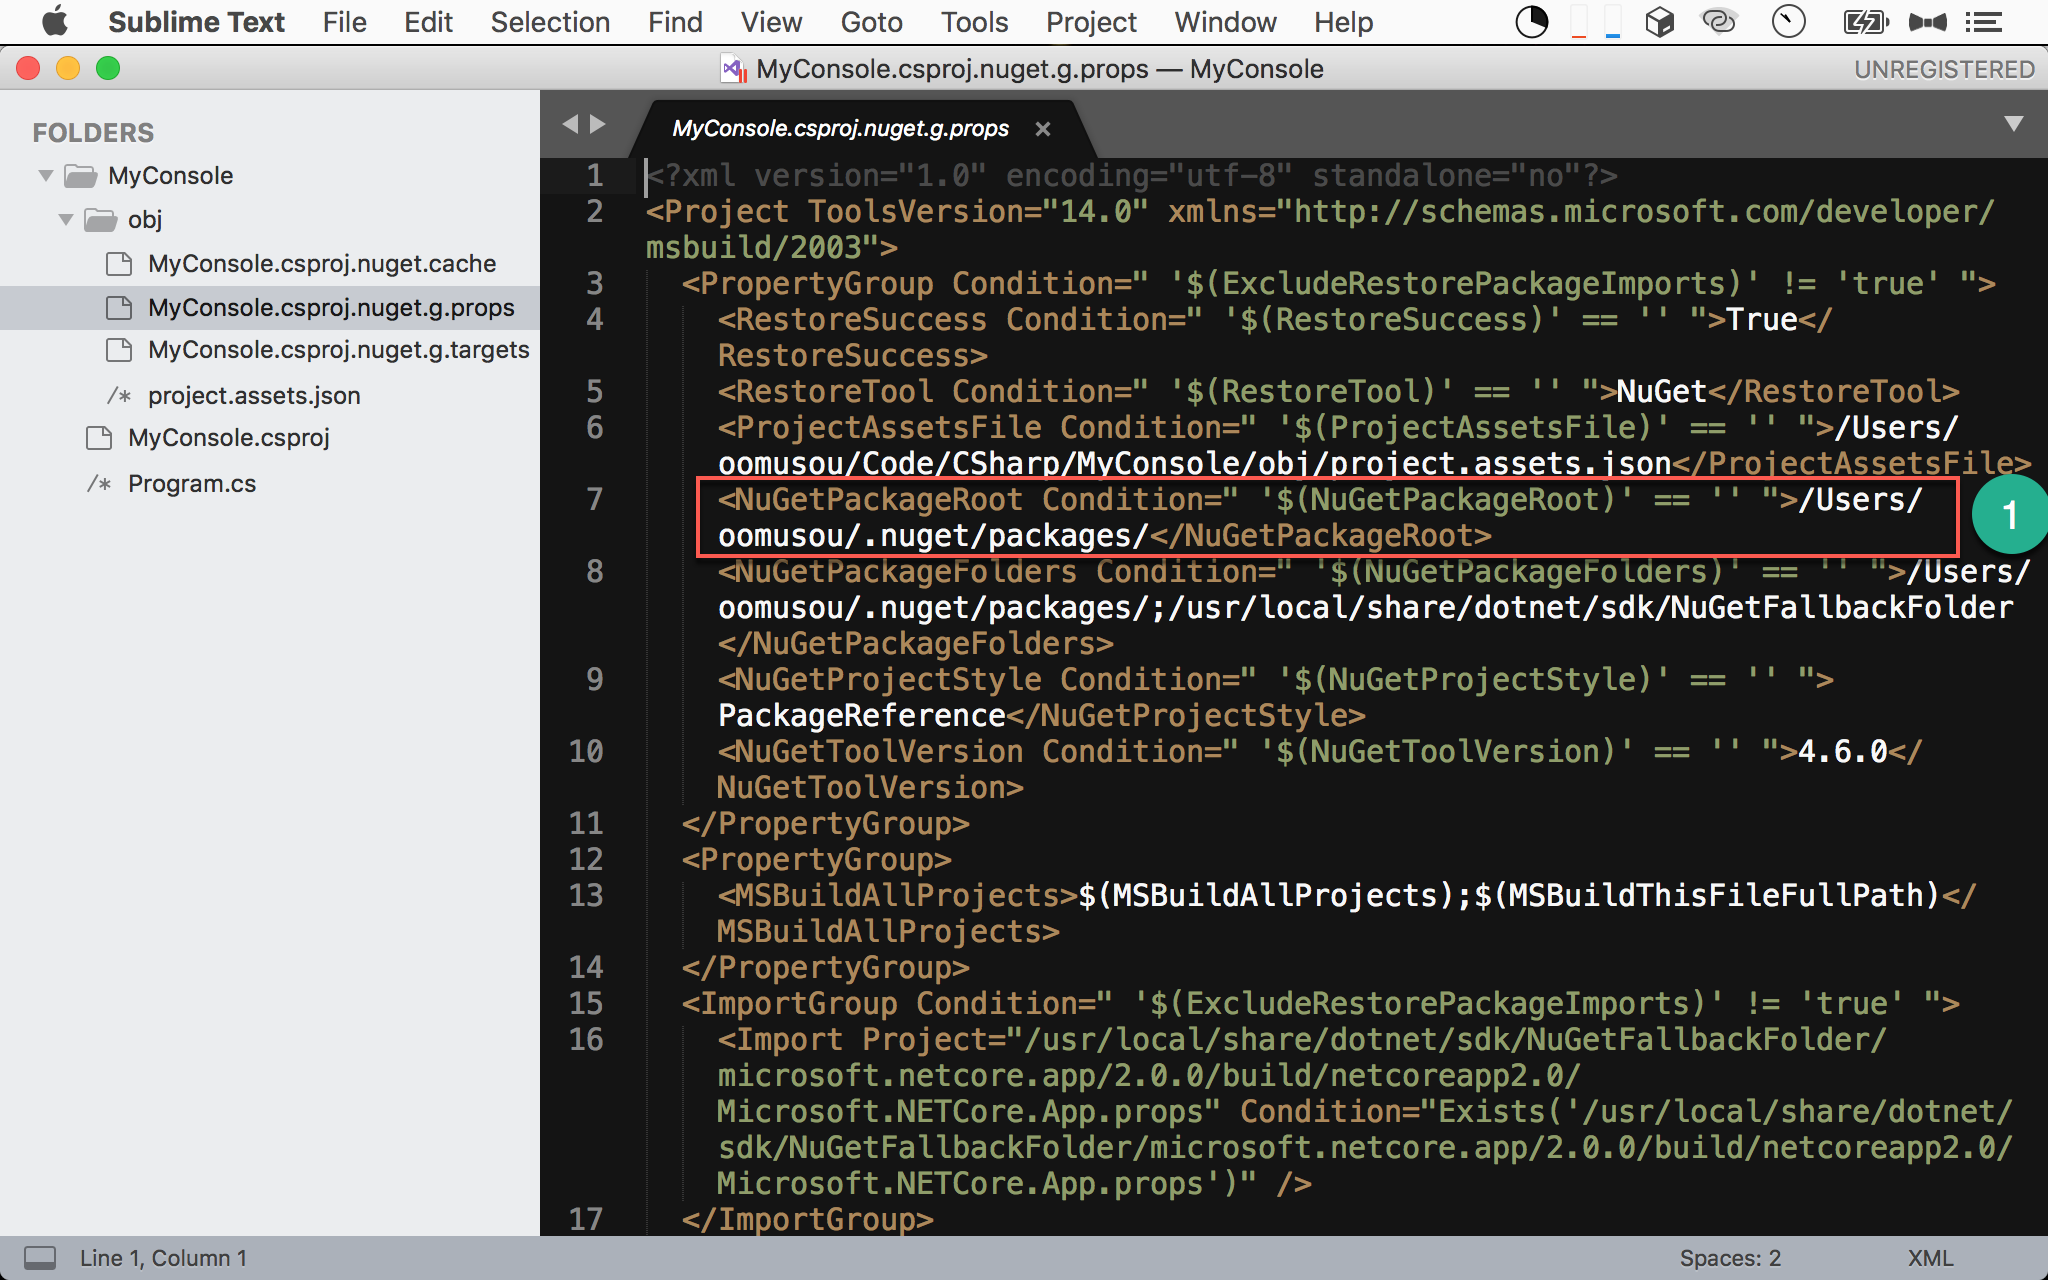 Sublime Text File Edit Selection Find View Goto Tools Project Window Help
MyConsole.csproj.nuget.g.props — MyConsole
UNREGISTERED
FOLDERS
MyConsole
obj
MyConsole.csproj.nuget.cache
MyConsole.csproj.nuget.g.props
MyConsole.csproj.nuget.g.targets
/* project.assets.json
MyConsole.csproj
/* Program.cs
MyConsole.csproj.nuget.g.props ×
1 <?xml version="1.0" encoding="utf-8" standalone="no"?>
2 <Project ToolsVersion="14.0" xmlns="http://schemas.microsoft.com/developer/
msbuild/2003">
3 <PropertyGroup Condition=" '$(ExcludeRestorePackageImports)' != 'true' ">
4 <RestoreSuccess Condition=" '$(RestoreSuccess)' == '' ">True</
RestoreSuccess>
5 <RestoreTool Condition=" '$(RestoreTool)' == '' ">NuGet</RestoreTool>
6 <ProjectAssetsFile Condition=" '$(ProjectAssetsFile)' == '' ">/Users/
oomusou/Code/CSharp/MyConsole/obj/project.assets.json</ProjectAssetsFile>
7 <NuGetPackageRoot Condition=" '$(NuGetPackageRoot)' == '' ">/Users/
oomusou/.nuget/packages/</NuGetPackageRoot>
1
8 <NuGetPackageFolders Condition=" '$(NuGetPackageFolders)' == '' ">/Users/
oomusou/.nuget/packages/;/usr/local/share/dotnet/sdk/NuGetFallbackFolder
</NuGetPackageFolders>
9 <NuGetProjectStyle Condition=" '$(NuGetProjectStyle)' == '' ">
PackageReference</NuGetProjectStyle>
10 <NuGetToolVersion Condition=" '$(NuGetToolVersion)' == '' ">4.6.0</
NuGetToolVersion>
11 </PropertyGroup>
12 <PropertyGroup>
13 <MSBuildAllProjects>$(MSBuildAllProjects);$(MSBuildThisFileFullPath)</
MSBuildAllProjects>
14 </PropertyGroup>
15 <ImportGroup Condition=" '$(ExcludeRestorePackageImports)' != 'true' ">
16 <Import Project="/usr/local/share/dotnet/sdk/NuGetFallbackFolder/
microsoft.netcore.app/2.0.0/build/netcoreapp2.0/
Microsoft.NETCore.App.props" Condition="Exists('/usr/local/share/dotnet/
sdk/NuGetFallbackFolder/microsoft.netcore.app/2.0.0/build/netcoreapp2.0/
Microsoft.NETCore.App.props')" />
17 </ImportGroup>
Line 1, Column 1
Spaces: 2
XML